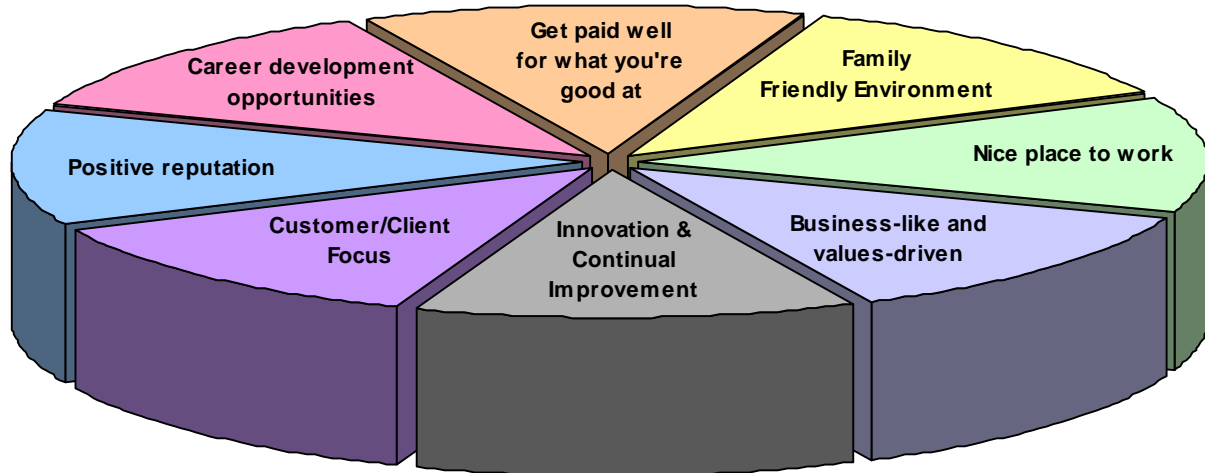 Get paid well
for what you're
good at
Family
Friendly Environment
Nice place to work
Business-like and
values-driven
Innovation &
Continual
Improvement
Customer/Client
Focus
Positive reputation
Career development
opportunities